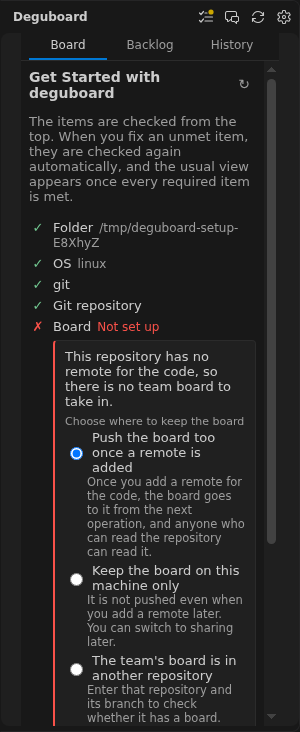 Deguboard
Board
Backlog
History
Get Started with
deguboard
The items are checked from the
top. When you fix an unmet item,
they are checked again
automatically, and the usual view
appears once every required item
is met.
✓ Folder /tmp/deguboard-setup-
E8XhyZ
✓ OS linux
✓ git
✓ Git repository
✗ Board Not set up
This repository has no
remote for the code, so
there is no team board to
take in.
Choose where to keep the board
Push the board too
once a remote is
added
Once you add a remote for
the code, the board goes
to it from the next
operation, and anyone who
can read the repository
can read it.
Keep the board on this
machine only
It is not pushed even when
you add a remote later.
You can switch to sharing
later.
The team's board is in
another repository
Enter that repository and
its branch to check
whether it has a board.